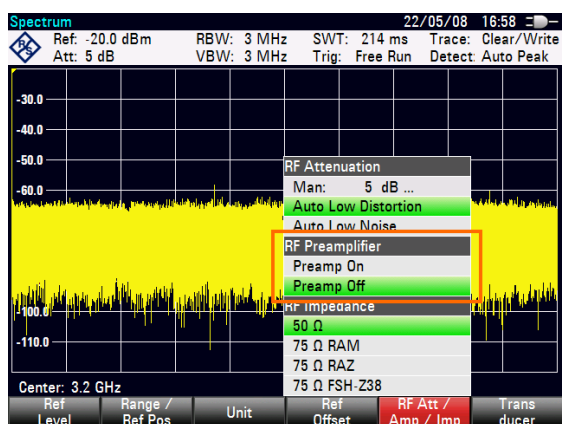 Spectrum 22/05/08 16:58
Ref: -20.0 dBm RBW: 3 MHz SWT: 214 ms Trace: Clear/Write
Att: 5 dB VBW: 3 MHz Trig: Free Run Detect: Auto Peak
-30.0
-40.0
-50.0
-60.0
-100.0
-110.0
RF Attenuation
Man: 5 dB ...
Auto Low Distortion
Auto Low Noise
RF Preamplifier
Preamp On
Preamp Off
RF Impedance
50 Ω
75 Ω RAM
75 Ω RAZ
75 Ω FSH-Z38
Center: 3.2 GHz
Ref Level
Range / Ref Pos
Unit
Ref Offset
RF Att / Amp / Imp
Trans ducer